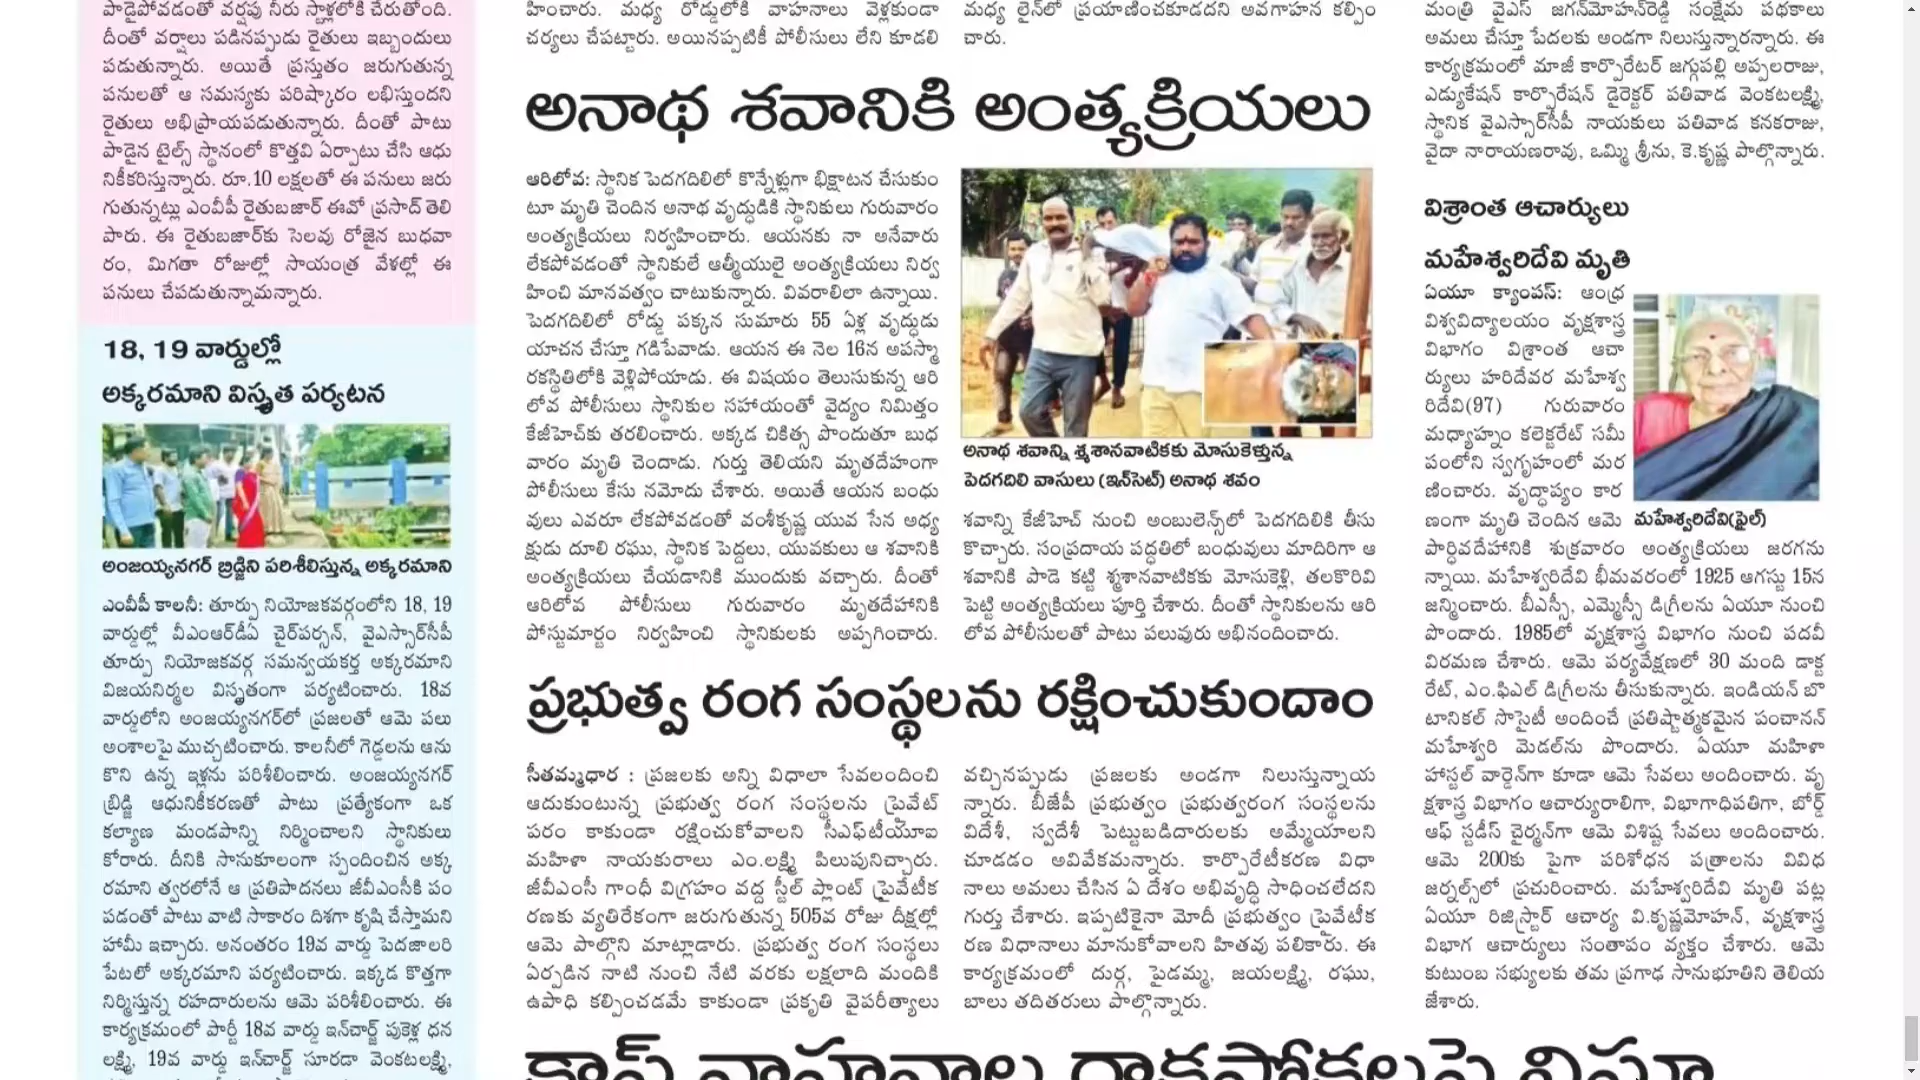 పాడైపోవడంతో వర్షపు నీరు స్టాళ్లలోకి చేరుతోంది.
దీంతో వర్షాలు పడినప్పుడు రైతులు ఇబ్బందులు
పడుతున్నారు. అయితే ప్రస్తుతం జరుగుతున్న
పనులతో ఆ సమస్యకు పరిష్కారం లభిస్తుందని
రైతులు అభిప్రాయపడుతున్నారు. దీంతో పాటు
పాడైన టైల్స్ స్థానంలో కొత్తవి ఏర్పాటు చేసి ఆధు
నికీకరిస్తున్నారు. రూ.10 లక్షలతో ఈ పనులు జరు
గుతున్నట్లు ఎంవీపీ రైతుబజార్ ఈవో ప్రసాద్ తెలి
పారు. ఈ రైతుబజార్‌కు సెలవు రోజైన బుధవా
రం, మిగతా రోజుల్లో సాయంత్ర వేళల్లో ఈ
పనులు చేపడుతున్నామన్నారు.
18, 19 వార్డుల్లో
అక్కరమాని విస్తృత పర్యటన
అంజయ్యనగర్ బ్రిడ్జిని పరిశీలిస్తున్న అక్కరమాని
ఎంవీపీ కాలనీ: తూర్పు నియోజకవర్గంలోని 18, 19
వార్డుల్లో వీఎంఆర్‌డీఏ చైర్‌పర్సన్, వైఎస్సార్‌సీపీ
తూర్పు నియోజకవర్గ సమన్వయకర్త అక్కరమాని
విజయనిర్మల విస్తృతంగా పర్యటించారు. 18వ
వార్డులోని అంజయ్యనగర్‌లో ప్రజలతో ఆమె పలు
అంశాలపై ముచ్చటించారు. కాలనీలో గెడ్డలను ఆను
కొని ఉన్న ఇళ్లను పరిశీలించారు. అంజయ్యనగర్
బ్రిడ్జి ఆధునికీకరణతో పాటు ప్రత్యేకంగా ఒక
కల్యాణ మండపాన్ని నిర్మించాలని స్థానికులు
కోరారు. దీనికి సానుకూలంగా స్పందించిన అక్క
రమాని త్వరలోనే ఆ ప్రతిపాదనలు జీవీఎంసీకి పం
పడంతో పాటు వాటి సాకారం దిశగా కృషి చేస్తామని
హామీ ఇచ్చారు. అనంతరం 19వ వార్డు పెదజాలరి
పేటలో అక్కరమాని పర్యటించారు. ఇక్కడ కొత్తగా
నిర్మిస్తున్న రహదారులను ఆమె పరిశీలించారు. ఈ
కార్యక్రమంలో పార్టీ 18వ వార్డు ఇన్‌చార్జ్ పుకెళ్ల ధన
లక్ష్మి, 19వ వార్డు ఇన్‌చార్జ్ సూరడా వెంకటలక్ష్మి,
హించారు. మధ్య రోడ్డులోకి వాహనాలు వెళ్లకుండా
చర్యలు చేపట్టారు. అయినప్పటికీ పోలీసులు లేని కూడలి
మధ్య లైన్‌లో ప్రయాణించకూడదని అవగాహన కల్పిం
చారు.
అనాథ శవానికి అంత్యక్రియలు
ఆరిలోవ: స్థానిక పెదగదిలిలో కొన్నేళ్లుగా భిక్షాటన చేసుకుం
టూ మృతి చెందిన అనాథ వృద్ధుడికి స్థానికులు గురువారం
అంత్యక్రియలు నిర్వహించారు. ఆయనకు నా అనేవారు
లేకపోవడంతో స్థానికులే ఆత్మీయులై అంత్యక్రియలు నిర్వ
హించి మానవత్వం చాటుకున్నారు. వివరాలిలా ఉన్నాయి.
పెదగదిలిలో రోడ్డు పక్కన సుమారు 55 ఏళ్ల వృద్ధుడు
యాచన చేస్తూ గడిపేవాడు. ఆయన ఈ నెల 16న అపస్మా
రకస్థితిలోకి వెళ్లిపోయాడు. ఈ విషయం తెలుసుకున్న ఆరి
లోవ పోలీసులు స్థానికుల సహాయంతో వైద్యం నిమిత్తం
కేజీహెచ్‌కు తరలించారు. అక్కడ చికిత్స పొందుతూ బుధ
వారం మృతి చెందాడు. గుర్తు తెలియని మృతదేహంగా
పోలీసులు కేసు నమోదు చేశారు. అయితే ఆయన బంధు
వులు ఎవరూ లేకపోవడంతో వంశీకృష్ణ యువ సేన అధ్య
క్షుడు దూలి రఘు, స్థానిక పెద్దలు, యువకులు ఆ శవానికి
అంత్యక్రియలు చేయడానికి ముందుకు వచ్చారు. దీంతో
ఆరిలోవ పోలీసులు గురువారం మృతదేహానికి
పోస్టుమార్టం నిర్వహించి స్థానికులకు అప్పగించారు.
అనాథ శవాన్ని శ్మశానవాటికకు మోసుకెళ్తున్న
పెదగదిలి వాసులు (ఇన్‌సెట్) అనాథ శవం
శవాన్ని కేజీహెచ్ నుంచి అంబులెన్స్‌లో పెదగదిలికి తీసు
కొచ్చారు. సంప్రదాయ పద్ధతిలో బంధువులు మాదిరిగా ఆ
శవానికి పాడె కట్టి శ్మశానవాటికకు మోసుకెళ్లి, తలకొరివి
పెట్టి అంత్యక్రియలు పూర్తి చేశారు. దీంతో స్థానికులను ఆరి
లోవ పోలీసులతో పాటు పలువురు అభినందించారు.
ప్రభుత్వ రంగ సంస్థలను రక్షించుకుందాం
సీతమ్మధార : ప్రజలకు అన్ని విధాలా సేవలందించి
ఆదుకుంటున్న ప్రభుత్వ రంగ సంస్థలను ప్రైవేట్
పరం కాకుండా రక్షించుకోవాలని సీఎఫ్‌టీయూఐ
మహిళా నాయకురాలు ఎం.లక్ష్మి పిలుపునిచ్చారు.
జీవీఎంసీ గాంధీ విగ్రహం వద్ద స్టీల్ ప్లాంట్ ప్రైవేటీక
రణకు వ్యతిరేకంగా జరుగుతున్న 505వ రోజు దీక్షల్లో
ఆమె పాల్గొని మాట్లాడారు. ప్రభుత్వ రంగ సంస్థలు
ఏర్పడిన నాటి నుంచి నేటి వరకు లక్షలాది మందికి
ఉపాధి కల్పించడమే కాకుండా ప్రకృతి వైపరీత్యాలు
వచ్చినప్పుడు ప్రజలకు అండగా నిలుస్తున్నాయ
న్నారు. బీజేపీ ప్రభుత్వం ప్రభుత్వరంగ సంస్థలను
విదేశీ, స్వదేశీ పెట్టుబడిదారులకు అమ్మేయాలని
చూడడం అవివేకమన్నారు. కార్పొరేటీకరణ విధా
నాలు అమలు చేసిన ఏ దేశం అభివృద్ధి సాధించలేదని
గుర్తు చేశారు. ఇప్పటికైనా మోదీ ప్రభుత్వం ప్రైవేటీక
రణ విధానాలు మానుకోవాలని హితవు పలికారు. ఈ
కార్యక్రమంలో దుర్గ, పైడమ్మ, జయలక్ష్మి, రఘు,
బాలు తదితరులు పాల్గొన్నారు.
మంత్రి వైఎస్ జగన్‌మోహన్‌రెడ్డి సంక్షేమ పథకాలు
అమలు చేస్తూ పేదలకు అండగా నిలుస్తున్నారన్నారు. ఈ
కార్యక్రమంలో మాజీ కార్పొరేటర్ జగ్గుపల్లి అప్పలరాజు,
ఎడ్యుకేషన్ కార్పొరేషన్ డైరెక్టర్ పతివాడ వెంకటలక్ష్మి,
స్థానిక వైఎస్సార్‌సీపీ నాయకులు పతివాడ కనకరాజు,
వైదా నారాయణరావు, ఒమ్మి శ్రీను, కె.కృష్ణ పాల్గొన్నారు.
విశ్రాంత ఆచార్యులు
మహేశ్వరిదేవి మృతి
ఏయూ క్యాంపస్: ఆంధ్ర
విశ్వవిద్యాలయం వృక్షశాస్త్ర
విభాగం విశ్రాంత ఆచా
ర్యులు హరిదేవర మహేశ్వ
రిదేవి(97) గురువారం
మధ్యాహ్నం కలెక్టరేట్ సమీ
పంలోని స్వగృహంలో మర
ణించారు. వృద్ధాప్యం కార
ణంగా మృతి చెందిన ఆమె
మహేశ్వరిదేవి(ఫైల్)
పార్థివదేహానికి శుక్రవారం అంత్యక్రియలు జరగను
న్నాయి. మహేశ్వరిదేవి భీమవరంలో 1925 ఆగస్టు 15న
జన్మించారు. బీఎస్సీ, ఎమ్మెస్సీ డిగ్రీలను ఏయూ నుంచి
పొందారు. 1985లో వృక్షశాస్త్ర విభాగం నుంచి పదవీ
విరమణ చేశారు. ఆమె పర్యవేక్షణలో 30 మంది డాక్ట
రేట్, ఎం.ఫిఎల్ డిగ్రీలను తీసుకున్నారు. ఇండియన్ బొ
టానికల్ సొసైటీ అందించే ప్రతిష్టాత్మకమైన పంచానన్
మహేశ్వరి మెడల్‌ను పొందారు. ఏయూ మహిళా
హాస్టల్ వార్డెన్‌గా కూడా ఆమె సేవలు అందించారు. వృ
క్షశాస్త్ర విభాగం ఆచార్యురాలిగా, విభాగాధిపతిగా, బోర్డ్
ఆఫ్ స్టడీస్ చైర్మన్‌గా ఆమె విశిష్ట సేవలు అందించారు.
ఆమె 200కు పైగా పరిశోధన పత్రాలను వివిధ
జర్నల్స్‌లో ప్రచురించారు. మహేశ్వరిదేవి మృతి పట్ల
ఏయూ రిజిస్ట్రార్ ఆచార్య వి.కృష్ణమోహన్, వృక్షశాస్త్ర
విభాగ ఆచార్యులు సంతాపం వ్యక్తం చేశారు. ఆమె
కుటుంబ సభ్యులకు తమ ప్రగాఢ సానుభూతిని తెలియ
జేశారు.